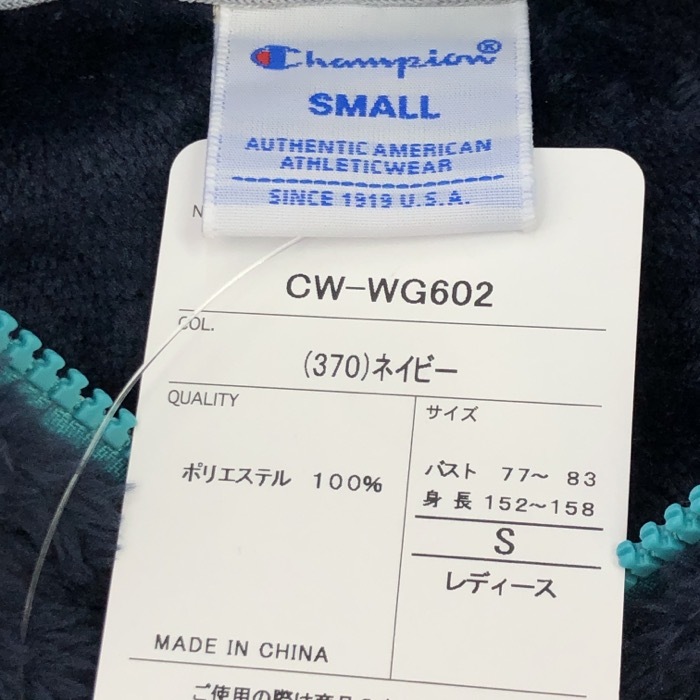 Champion®
SMALL
AUTHENTIC AMERICAN
ATHLETICWEAR
SINCE 1919 U.S.A.
CW-WG602
COL.
(370)ネイビー
QUALITY
ポリエステル 100%
サイズ
バスト 77～ 83
身長 152～158
S
レディース
MADE IN CHINA